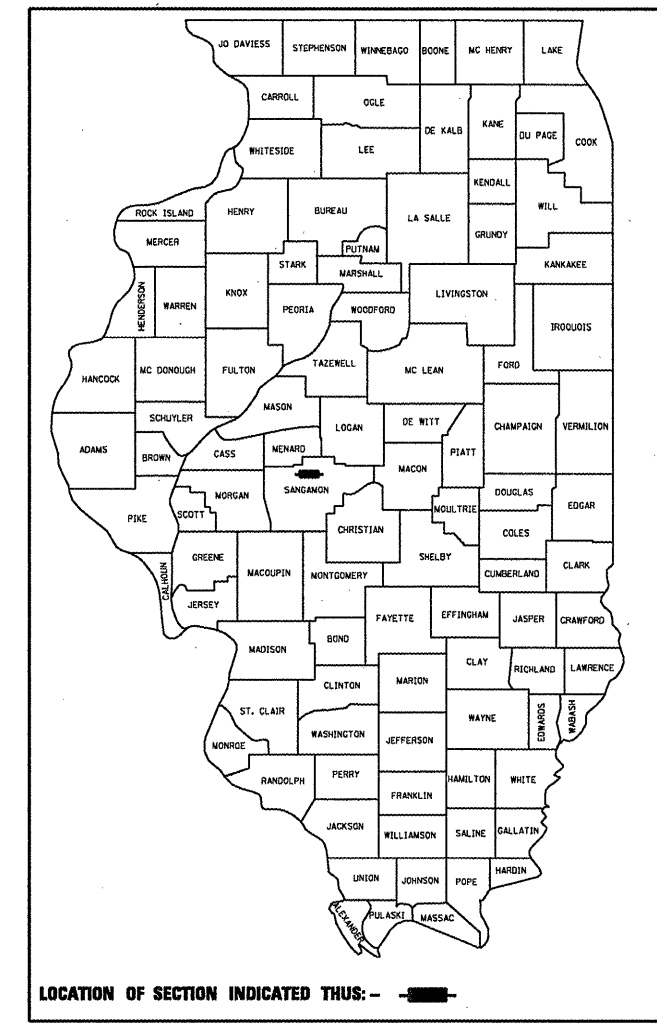 JO DAVIESS STEPHENSON WINNEBAGO BOONE MC HENRY LAKE
CARROLL OGLE DE KALB KANE DU PAGE COOK
WHITESIDE LEE
KENDALL WILL
ROCK ISLAND HENRY BUREAU LA SALLE GRUNDY
MERCER PUTNAM
STARK MARSHALL KANKAKEE
HENDERSON WARREN KNOX PEORIA WOODFORD LIVINGSTON IROQUOIS
HANCOCK MC DONOUGH FULTON TAZEWELL MC LEAN FORD
MASON
SCHUYLER LOGAN DE WITT CHAMPAIGN VERMILION
ADAMS BROWN CASS MENARD MACON PIATT
MORGAN SANGAMON DOUGLAS EDGAR
PIKE SCOTT CHRISTIAN MOULTRIE COLES
GREENE MACOUPIN MONTGOMERY SHELBY CUMBERLAND CLARK
CALHOUN JERSEY FAYETTE EFFINGHAM JASPER CRAWFORD
MADISON BOND
CLINTON MARION CLAY RICHLAND LAWRENCE
ST. CLAIR WASHINGTON JEFFERSON WAYNE EDWARDS WABASH
MONROE
RANDOLPH PERRY FRANKLIN HAMILTON WHITE
JACKSON WILLIAMSON SALINE GALLATIN
UNION JOHNSON POPE HARDIN
ALEXANDER PULASKI MASSAC
LOCATION OF SECTION INDICATED THUS: -